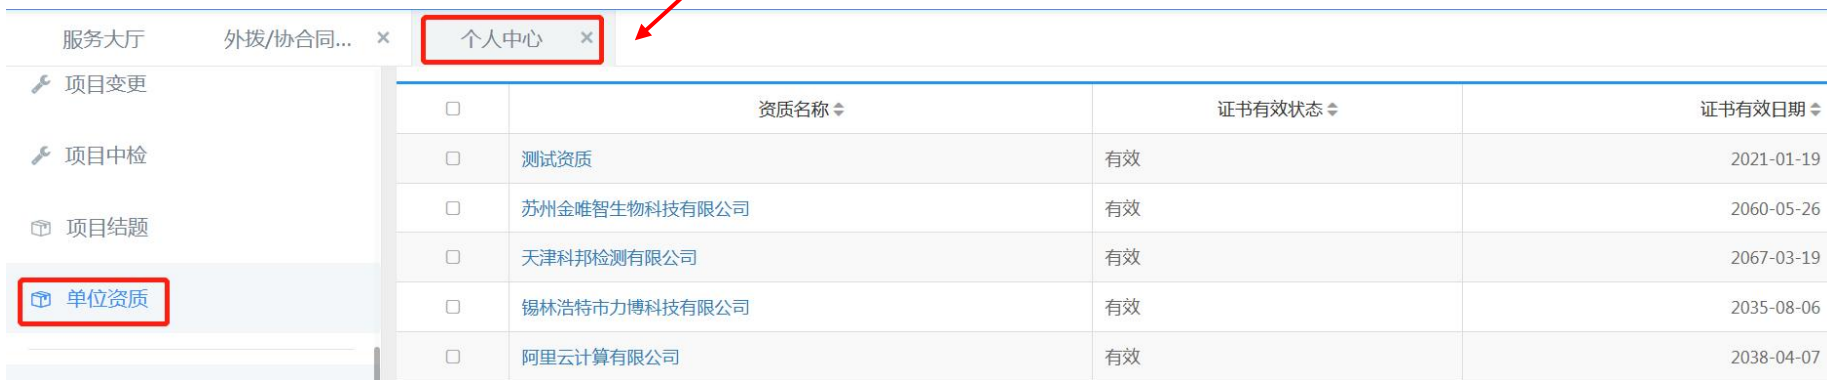 服务大厅 外拨/协合同... × 个人中心 ×
项目变更
项目中检
项目结题
单位资质
资质名称 证书有效状态 证书有效日期
测试资质 有效 2021-01-19
苏州金唯智生物科技有限公司 有效 2060-05-26
天津科邦检测有限公司 有效 2067-03-19
锡林浩特市力博科技有限公司 有效 2035-08-06
阿里云计算有限公司 有效 2038-04-07